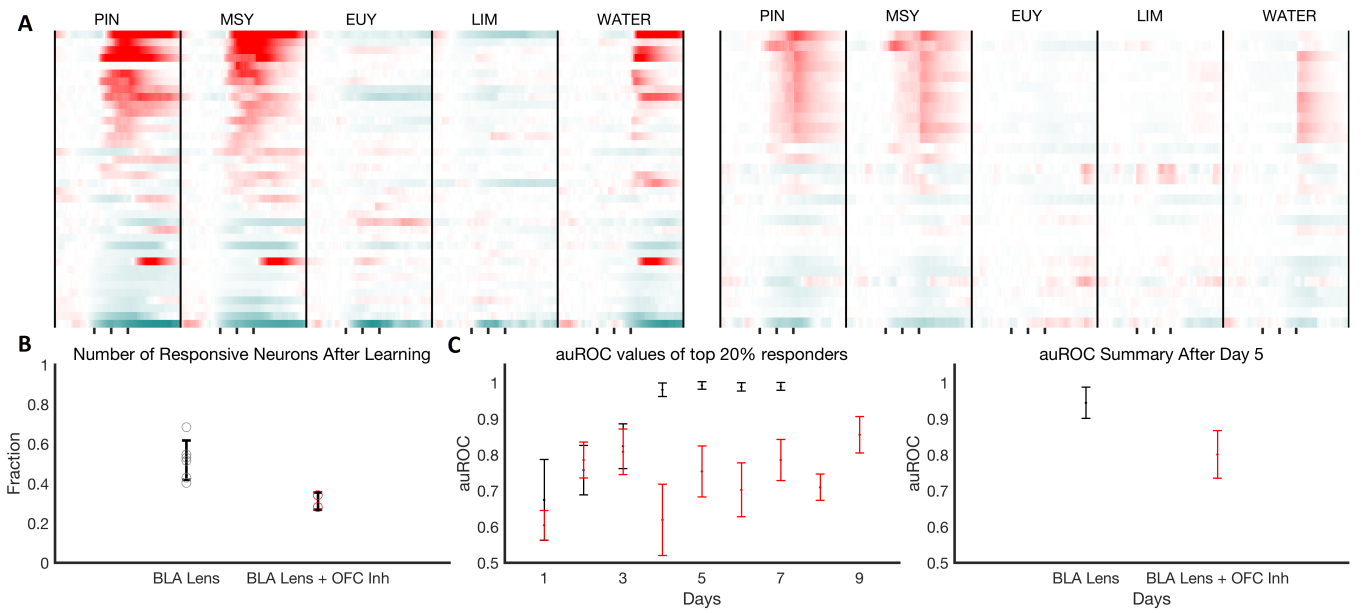 A
PIN MSY EUY LIM WATER
PIN MSY EUY LIM WATER
B
Number of Responsive Neurons After Learning
Fraction
1
0.8
0.6
0.4
0.2
0
BLA Lens BLA Lens + OFC Inh
C
auROC values of top 20% responders
auROC
1
0.9
0.8
0.7
0.6
0.5
1 3 5 7 9
Days
auROC Summary After Day 5
auROC
1
0.9
0.8
0.7
0.6
0.5
BLA Lens BLA Lens + OFC Inh
Days